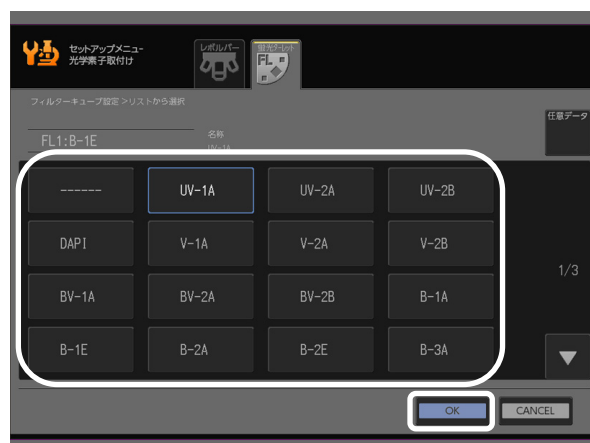 セットアップメニュー
光学素子取付け
レボルバー
蛍光ターレット
FL
フィルターキューブ設定 >リストから選択
任意データ
FL1:B-1E
名称
UV-1A
------
UV-1A
UV-2A
UV-2B
DAPI
V-1A
V-2A
V-2B
1/3
BV-1A
BV-2A
BV-2B
B-1A
B-1E
B-2A
B-2E
B-3A
OK
CANCEL